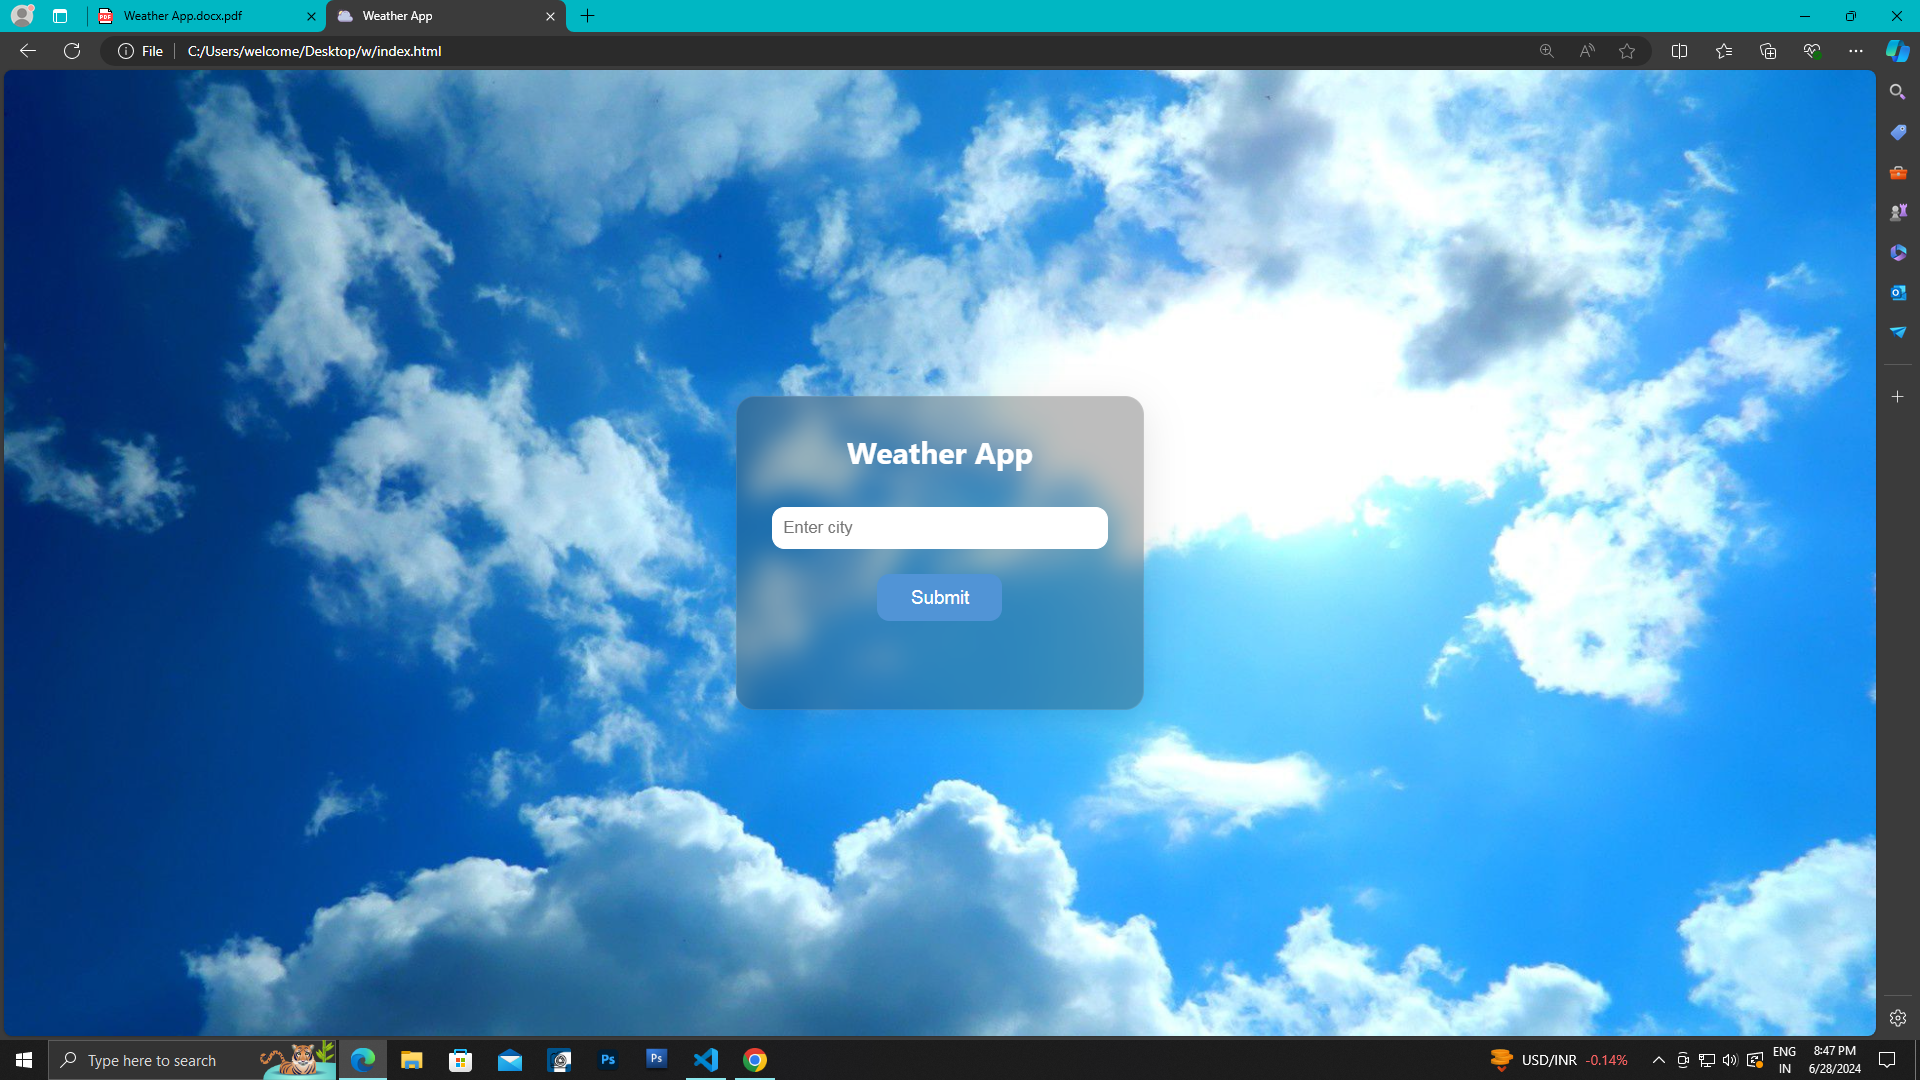 Weather App.docx.pdf
Weather App
File
C:/Users/welcome/Desktop/w/index.html
Weather App
Enter city
Submit
Type here to search
Ps
Ps
USD/INR -0.14%
ENG
IN
8:47 PM
6/28/2024